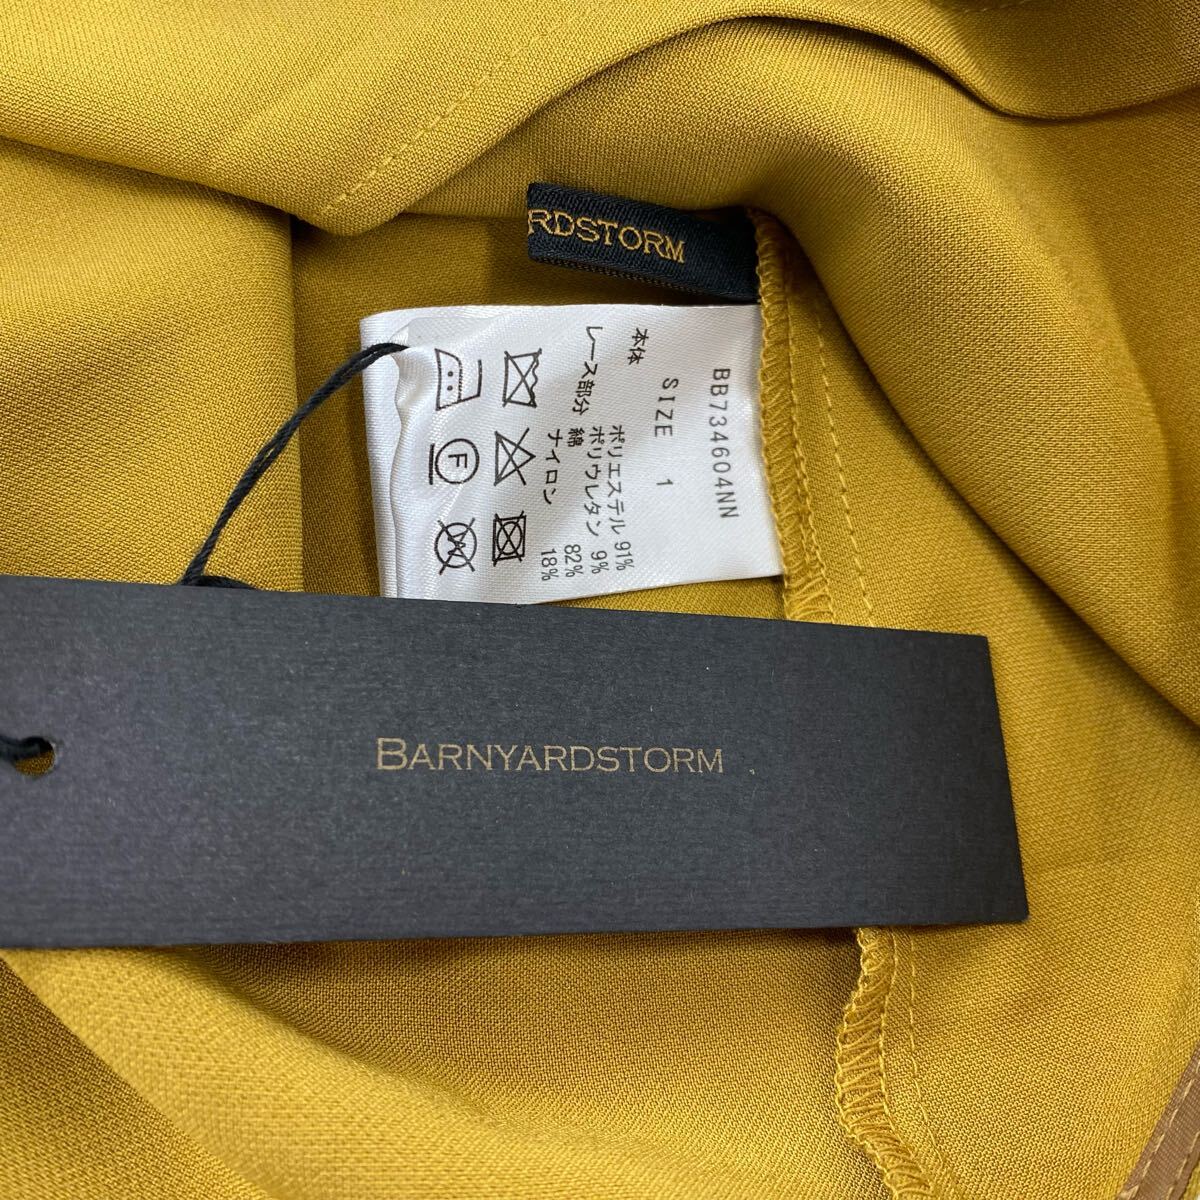 RDSTORM
BB734604NN
SIZE 1
本体 ポリエステル 91%
ポリウレタン 9%
レース部分 綿 82%
ナイロン 18%
F
W
BARNYARDSTORM